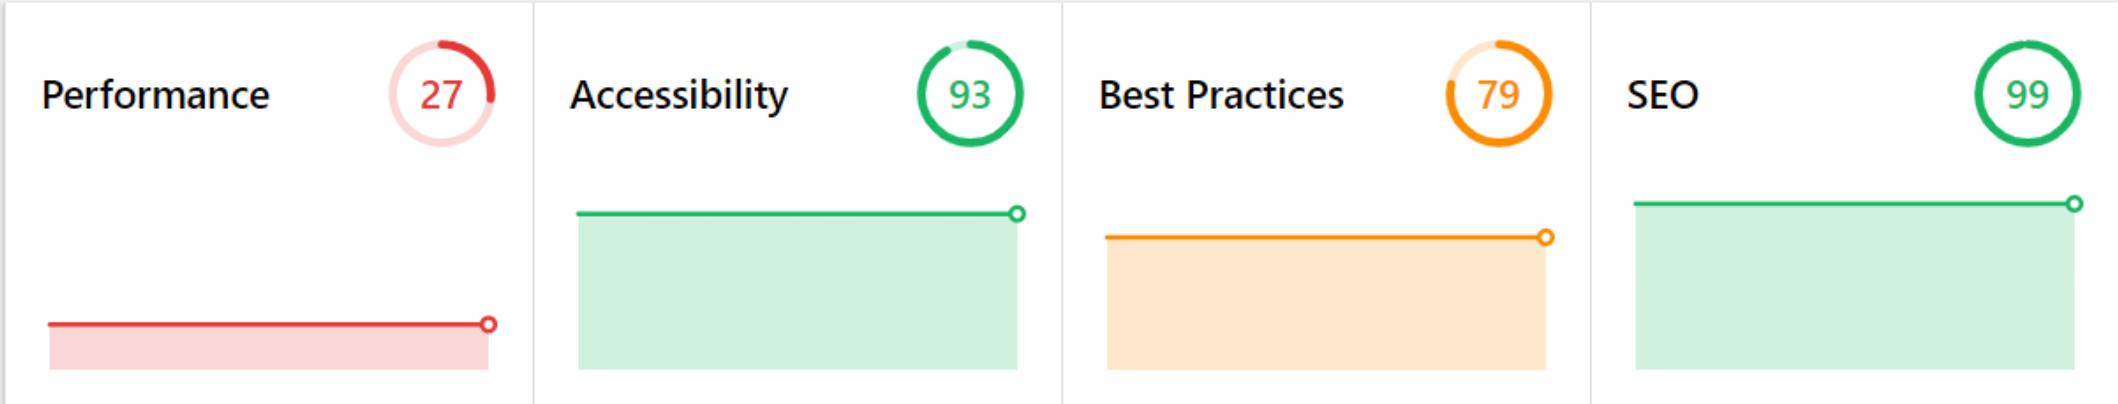 Performance 27
Accessibility 93
Best Practices 79
SEO 99